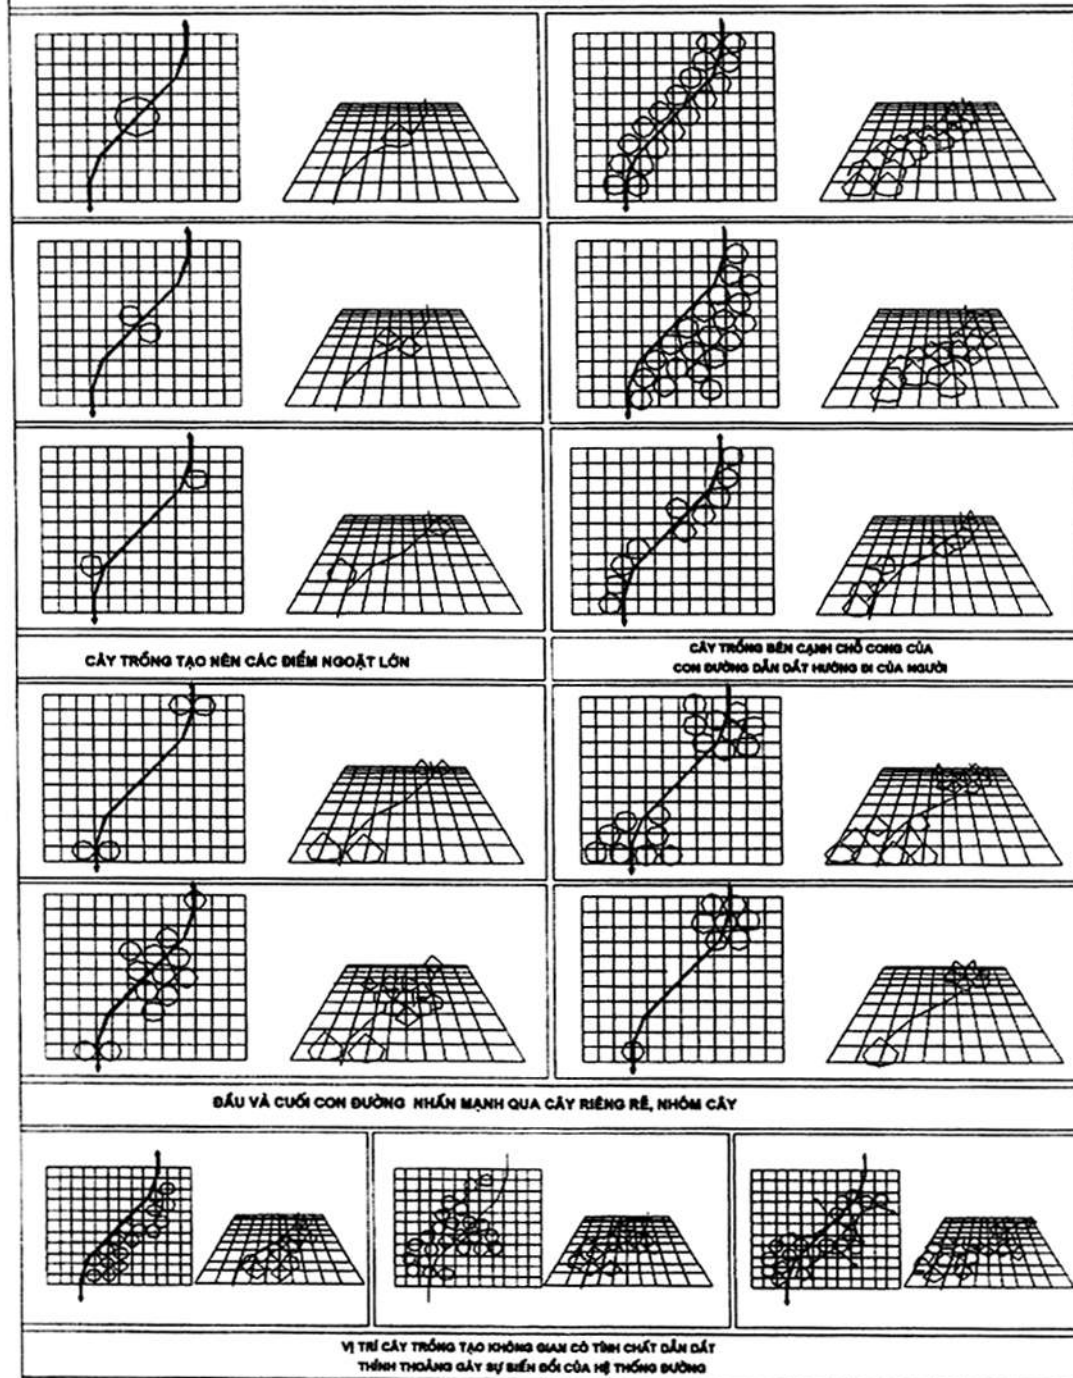 CÂY TRỒNG TẠO NÊN CÁC ĐIỂM NGOẶT LỚN
CÂY TRỒNG BÊN CẠNH CHỖ CONG CỦA
CON ĐƯỜNG DẪN DẮT HƯỚNG ĐI CỦA NGƯỜI
ĐẦU VÀ CUỐI CON ĐƯỜNG NHẤN MẠNH QUA CÂY RIÊNG RẼ, NHÓM CÂY
VỊ TRÍ CÂY TRỒNG TẠO KHÔNG GIAN CÓ TÍNH CHẤT DẪN DẮT
THỈNH THOẢNG GÂY SỰ BIẾN ĐỔI CỦA HỆ THỐNG ĐƯỜNG